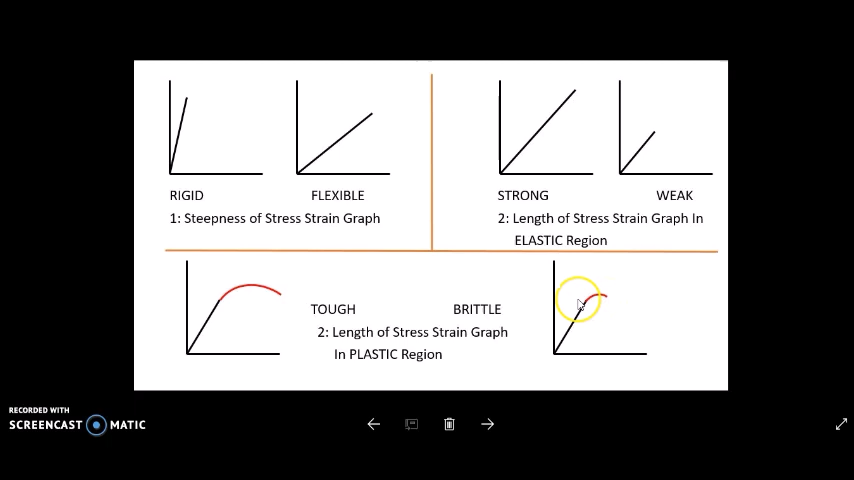 RIGID FLEXIBLE
1: Steepness of Stress Strain Graph
STRONG WEAK
2: Length of Stress Strain Graph In
ELASTIC Region
TOUGH BRITTLE
2: Length of Stress Strain Graph
In PLASTIC Region
RECORDED WITH
SCREENCAST MATIC